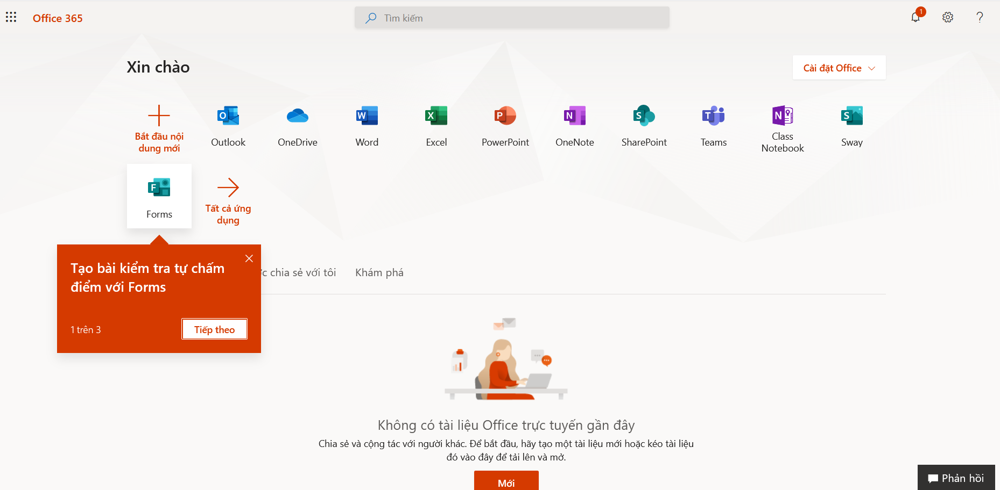 Office 365
Tìm kiếm
1
Xin chào
Cài đặt Office
Bắt đầu nội
dung mới
Outlook
OneDrive
Word
Excel
PowerPoint
OneNote
SharePoint
Teams
Class
Notebook
Sway
Forms
Tất cả ứng
dụng
Tạo bài kiểm tra tự chấm
điểm với Forms
1 trên 3
Tiếp theo
chia sẻ với tôi
Khám phá
Không có tài liệu Office trực tuyến gần đây
Chia sẻ và cộng tác với người khác. Để bắt đầu, hãy tạo một tài liệu mới hoặc kéo tài liệu
đó vào đây để tải lên và mở.
Mới
Phản hồi